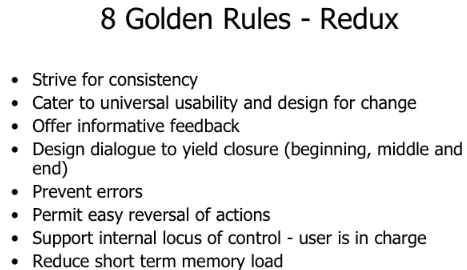 8 Golden Rules - Redux
• Strive for consistency
• Cater to universal usability and design for change
• Offer informative feedback
• Design dialogue to yield closure (beginning, middle and
end)
• Prevent errors
• Permit easy reversal of actions
• Support internal locus of control - user is in charge
• Reduce short term memory load